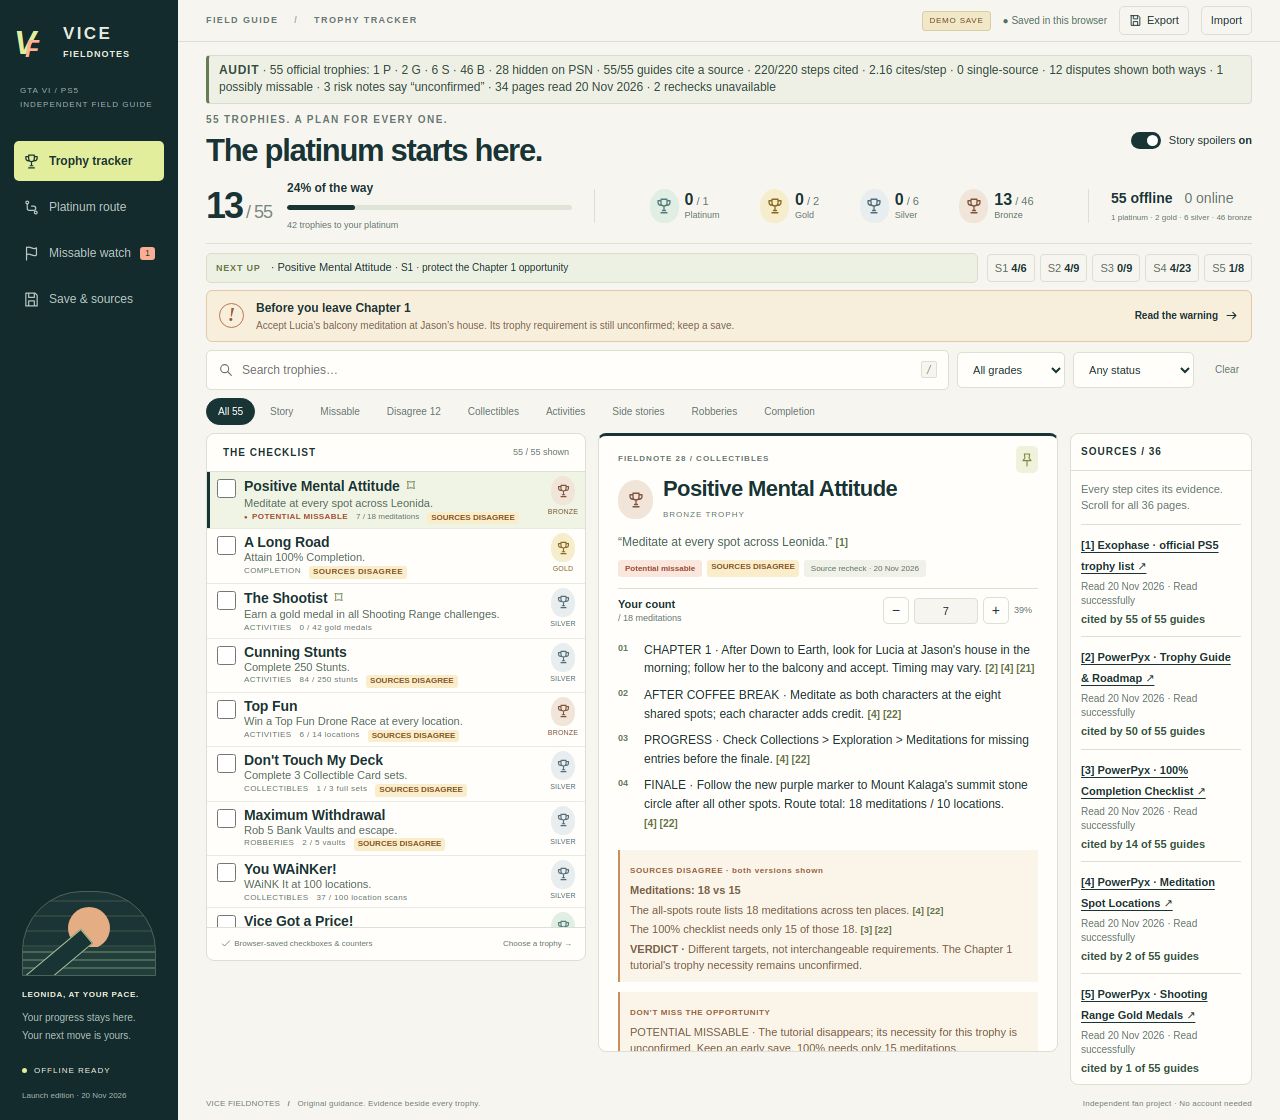 VICE
FIELDNOTES
GTA VI / PS5
INDEPENDENT FIELD GUIDE
Trophy tracker
Platinum route
Missable watch 1
Save & sources
LEONIDA, AT YOUR PACE.
Your progress stays here.
Your next move is yours.
OFFLINE READY
Launch edition · 20 Nov 2026
FIELD GUIDE / TROPHY TRACKER
DEMO SAVE ● Saved in this browser Export Import
AUDIT · 55 official trophies: 1 P · 2 G · 6 S · 46 B · 28 hidden on PSN · 55/55 guides cite a source · 220/220 steps cited · 2.16 cites/step · 0 single-source · 12 disputes shown both ways · 1
possibly missable · 3 risk notes say “unconfirmed” · 34 pages read 20 Nov 2026 · 2 rechecks unavailable
55 TROPHIES. A PLAN FOR EVERY ONE.
The platinum starts here.
Story spoilers on
13 / 55
24% of the way
42 trophies to your platinum
0 / 1 Platinum
0 / 2 Gold
0 / 6 Silver
13 / 46 Bronze
55 offline 0 online
1 platinum · 2 gold · 6 silver · 46 bronze
NEXT UP · Positive Mental Attitude · S1 · protect the Chapter 1 opportunity
S1 4/6 S2 4/9 S3 0/9 S4 4/23 S5 1/8
! Before you leave Chapter 1
Accept Lucia's balcony meditation at Jason's house. Its trophy requirement is still unconfirmed; keep a save.
Read the warning →
Search trophies… /
All grades Any status Clear
All 55 Story Missable Disagree 12 Collectibles Activities Side stories Robberies Completion
THE CHECKLIST 55 / 55 shown
Positive Mental Attitude
Meditate at every spot across Leonida.
● POTENTIAL MISSABLE 7 / 18 meditations SOURCES DISAGREE
BRONZE
A Long Road
Attain 100% Completion.
COMPLETION SOURCES DISAGREE
GOLD
The Shootist
Earn a gold medal in all Shooting Range challenges.
ACTIVITIES 0 / 42 gold medals
SILVER
Cunning Stunts
Complete 250 Stunts.
ACTIVITIES 84 / 250 stunts SOURCES DISAGREE
SILVER
Top Fun
Win a Top Fun Drone Race at every location.
ACTIVITIES 6 / 14 locations SOURCES DISAGREE
BRONZE
Don't Touch My Deck
Complete 3 Collectible Card sets.
COLLECTIBLES 1 / 3 full sets SOURCES DISAGREE
SILVER
Maximum Withdrawal
Rob 5 Bank Vaults and escape.
ROBBERIES 2 / 5 vaults SOURCES DISAGREE
SILVER
You WAiNKer!
WAiNK It at 100 locations.
COLLECTIBLES 37 / 100 location scans
SILVER
Vice Got a Price!
Browser-saved checkboxes & counters Choose a trophy →
FIELDNOTE 28 / COLLECTIBLES
Positive Mental Attitude
BRONZE TROPHY
“Meditate at every spot across Leonida.” [1]
Potential missable SOURCES DISAGREE Source recheck · 20 Nov 2026
Your count
/ 18 meditations
− 7 + 39%
01 CHAPTER 1 · After Down to Earth, look for Lucia at Jason's house in the
morning; follow her to the balcony and accept. Timing may vary. [2] [4] [21]
02 AFTER COFFEE BREAK · Meditate as both characters at the eight
shared spots; each character adds credit. [4] [22]
03 PROGRESS · Check Collections > Exploration > Meditations for missing
entries before the finale. [4] [22]
04 FINALE · Follow the new purple marker to Mount Kalaga's summit stone
circle after all other spots. Route total: 18 meditations / 10 locations.
[4] [22]
SOURCES DISAGREE · both versions shown
Meditations: 18 vs 15
The all-spots route lists 18 meditations across ten places. [4] [22]
The 100% checklist needs only 15 of those 18. [3] [22]
VERDICT · Different targets, not interchangeable requirements. The Chapter 1
tutorial's trophy necessity remains unconfirmed.
DON'T MISS THE OPPORTUNITY
POTENTIAL MISSABLE · The tutorial disappears; its necessity for this trophy is
unconfirmed. Keep an early save. 100% needs only 15 meditations.
SOURCES / 36
Every step cites its evidence.
Scroll for all 36 pages.
[1] Exophase · official PS5
trophy list ↗
Read 20 Nov 2026 · Read
successfully
cited by 55 of 55 guides
[2] PowerPyx · Trophy Guide
& Roadmap ↗
Read 20 Nov 2026 · Read
successfully
cited by 50 of 55 guides
[3] PowerPyx · 100%
Completion Checklist ↗
Read 20 Nov 2026 · Read
successfully
cited by 14 of 55 guides
[4] PowerPyx · Meditation
Spot Locations ↗
Read 20 Nov 2026 · Read
successfully
cited by 2 of 55 guides
[5] PowerPyx · Shooting
Range Gold Medals ↗
Read 20 Nov 2026 · Read
successfully
cited by 1 of 55 guides
VICE FIELDNOTES / Original guidance. Evidence beside every trophy.
Independent fan project · No account needed